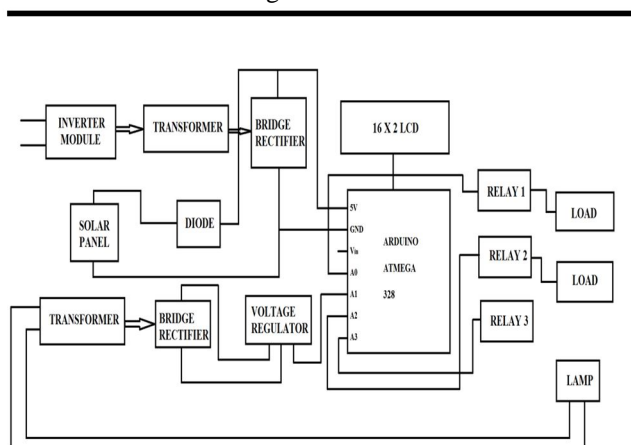 INVERTER
MODULE
TRANSFORMER
BRIDGE
RECTIFIER
16 X 2 LCD
SOLAR
PANEL
DIODE
5V
GND
Vin
A0
A1
A2
A3
ARDUINO
ATMEGA
328
RELAY 1
LOAD
RELAY 2
LOAD
RELAY 3
TRANSFORMER
BRIDGE
RECTIFIER
VOLTAGE
REGULATOR
LAMP